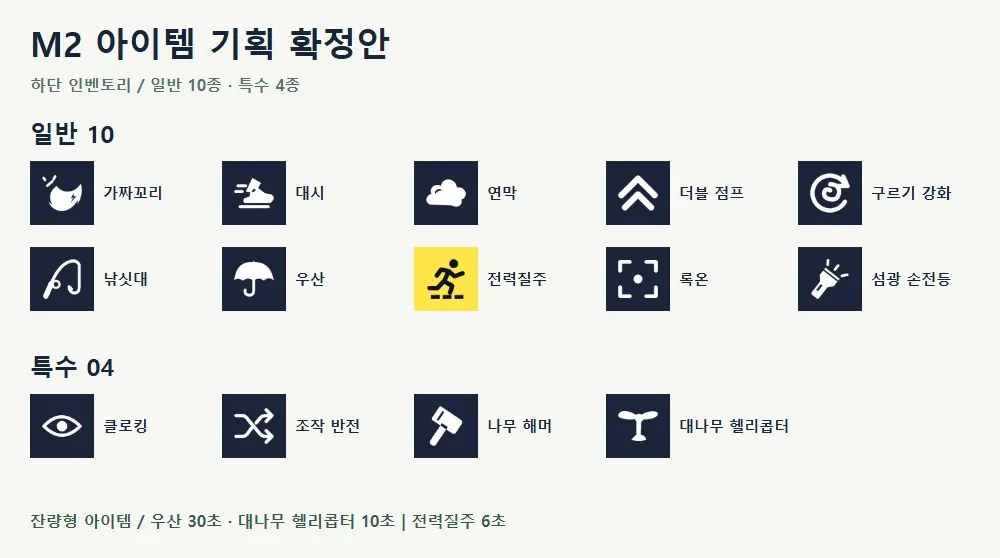 M2 아이템 기획 확정안
하단 인벤토리 / 일반 10종 · 특수 4종
일반 10
가짜꼬리
대시
연막
더블 점프
구르기 강화
낚싯대
우산
전력질주
록온
섬광 손전등
특수 04
클로킹
조작 반전
나무 해머
대나무 헬리콥터
잔량형 아이템 / 우산 30초 · 대나무 헬리콥터 10초 | 전력질주 6초